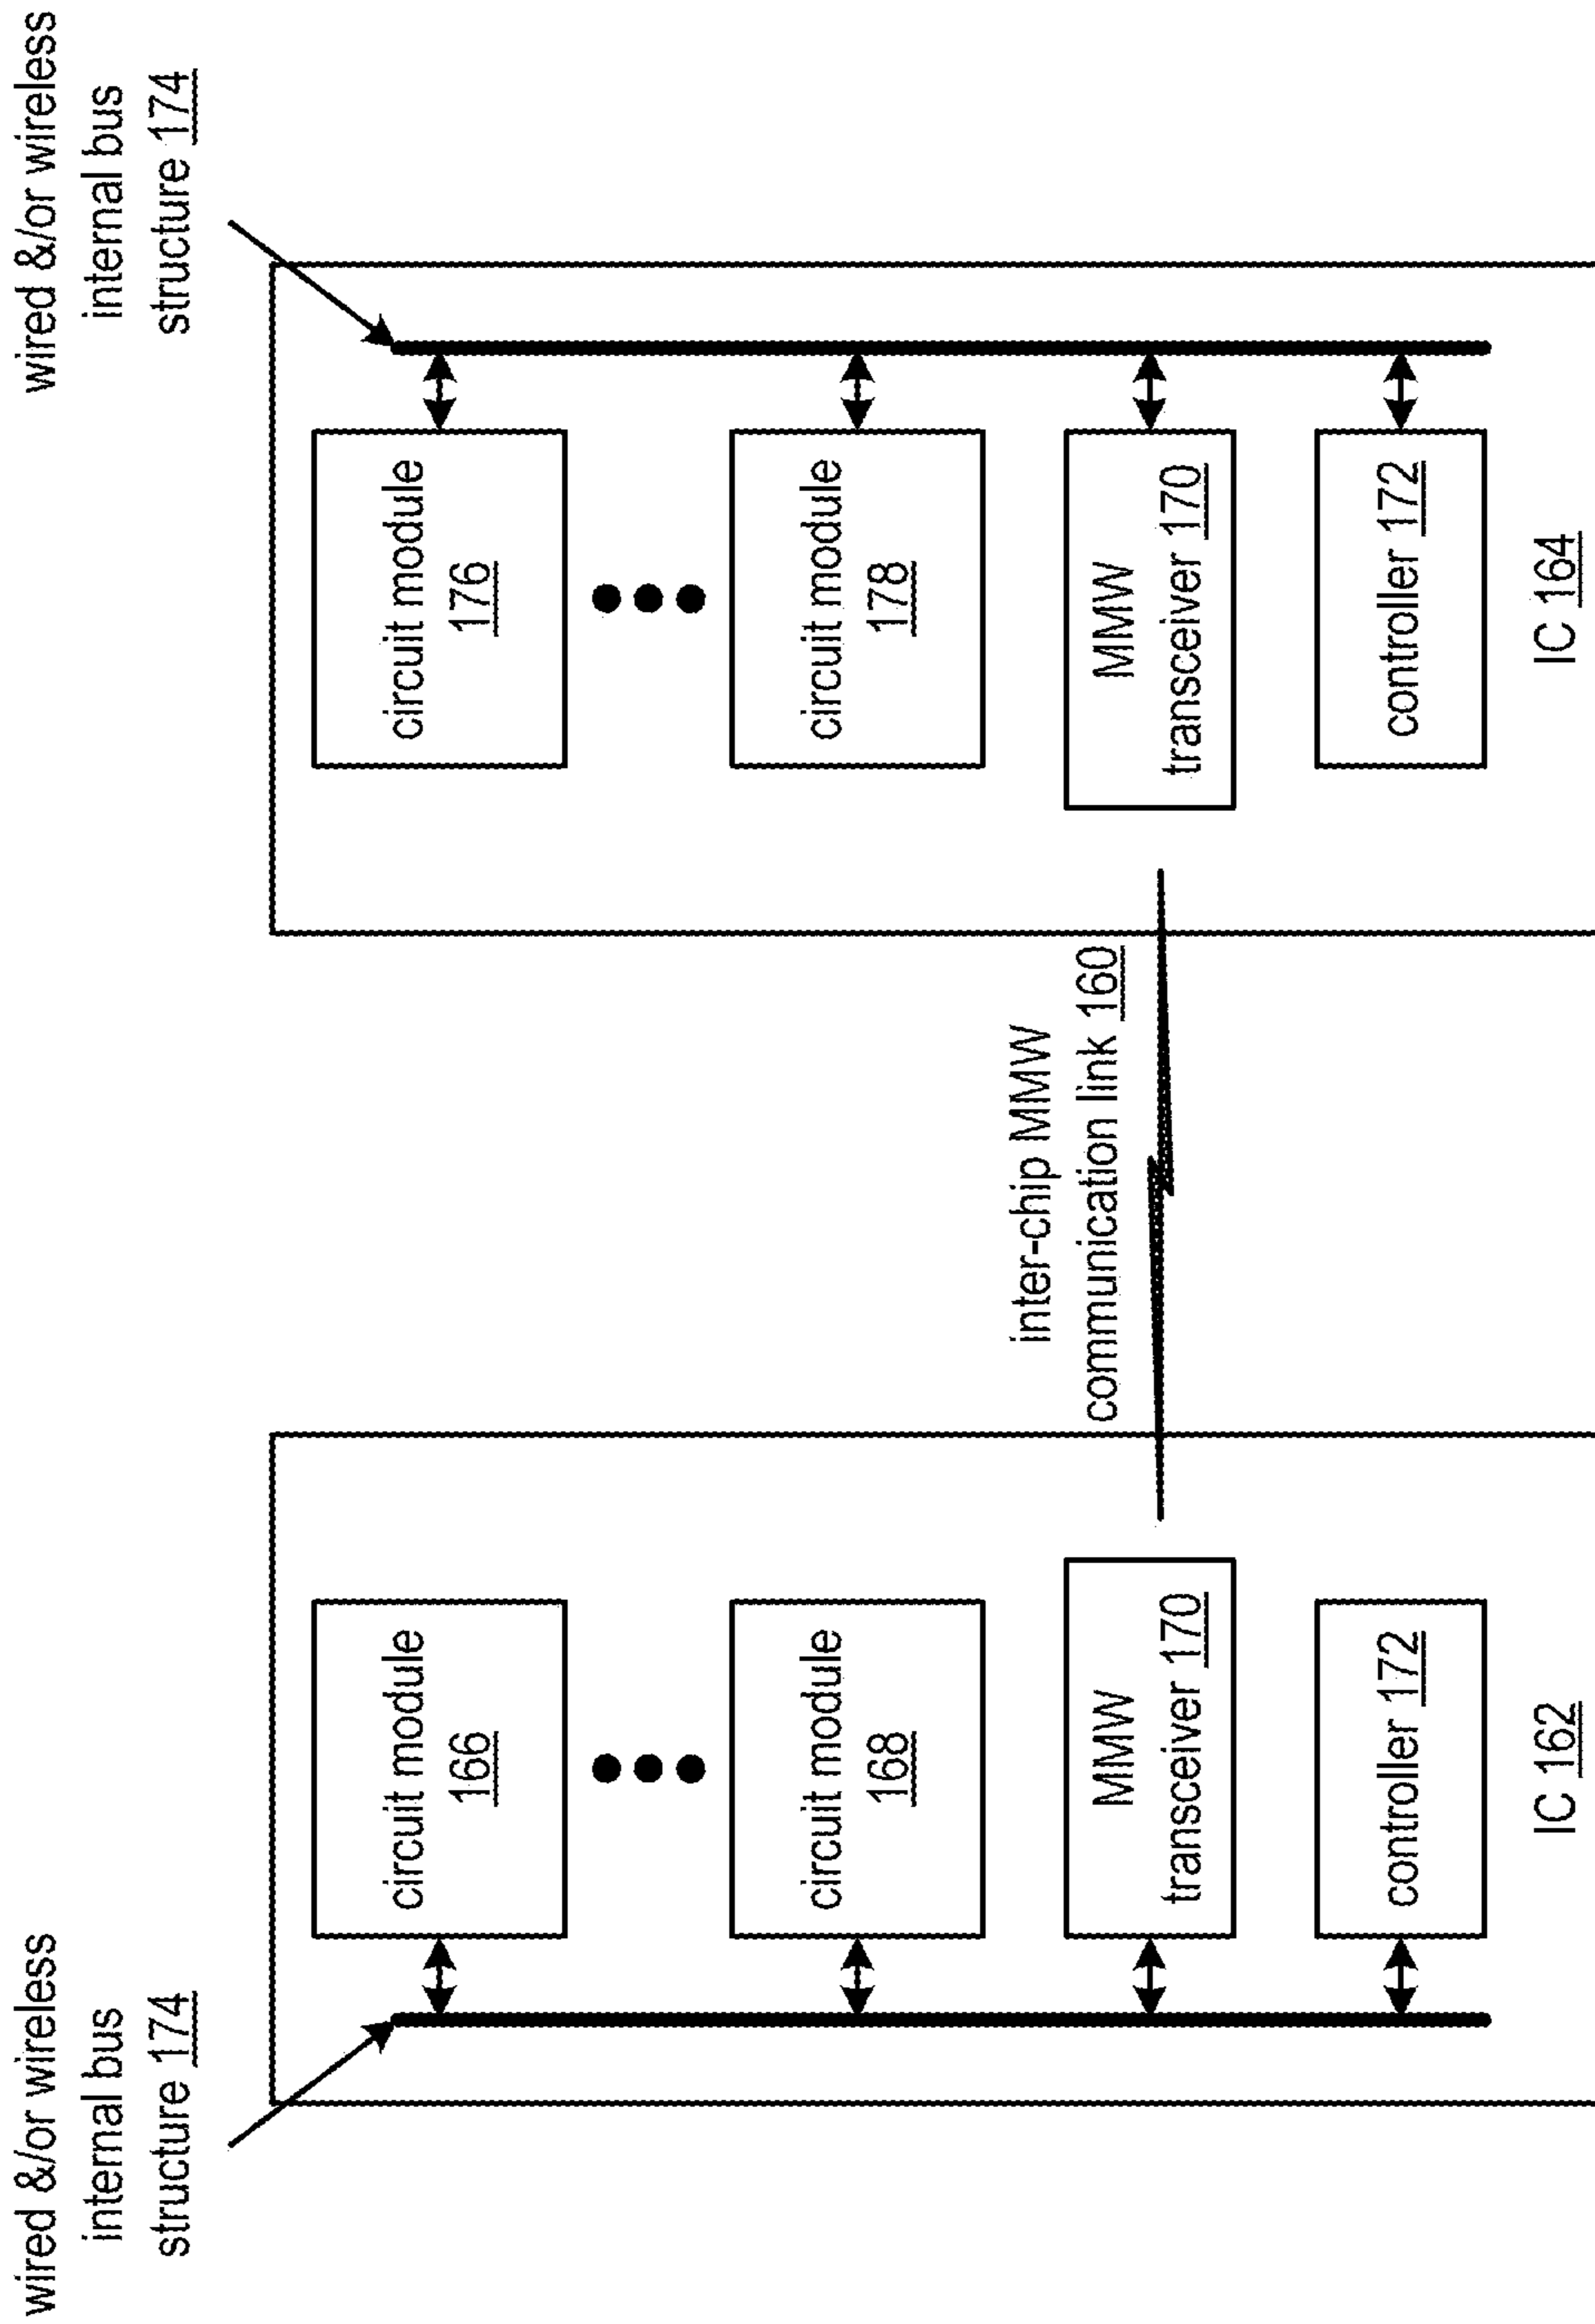 wired &/or wireless
internal bus
structure 174
circuit module
166
circuit module
168
MMW
transceiver 170
controller 172
IC 162
inter-chip MMW
communication link 160
wired &/or wireless
internal bus
structure 174
circuit module
176
circuit module
178
MMW
transceiver 170
controller 172
IC 164